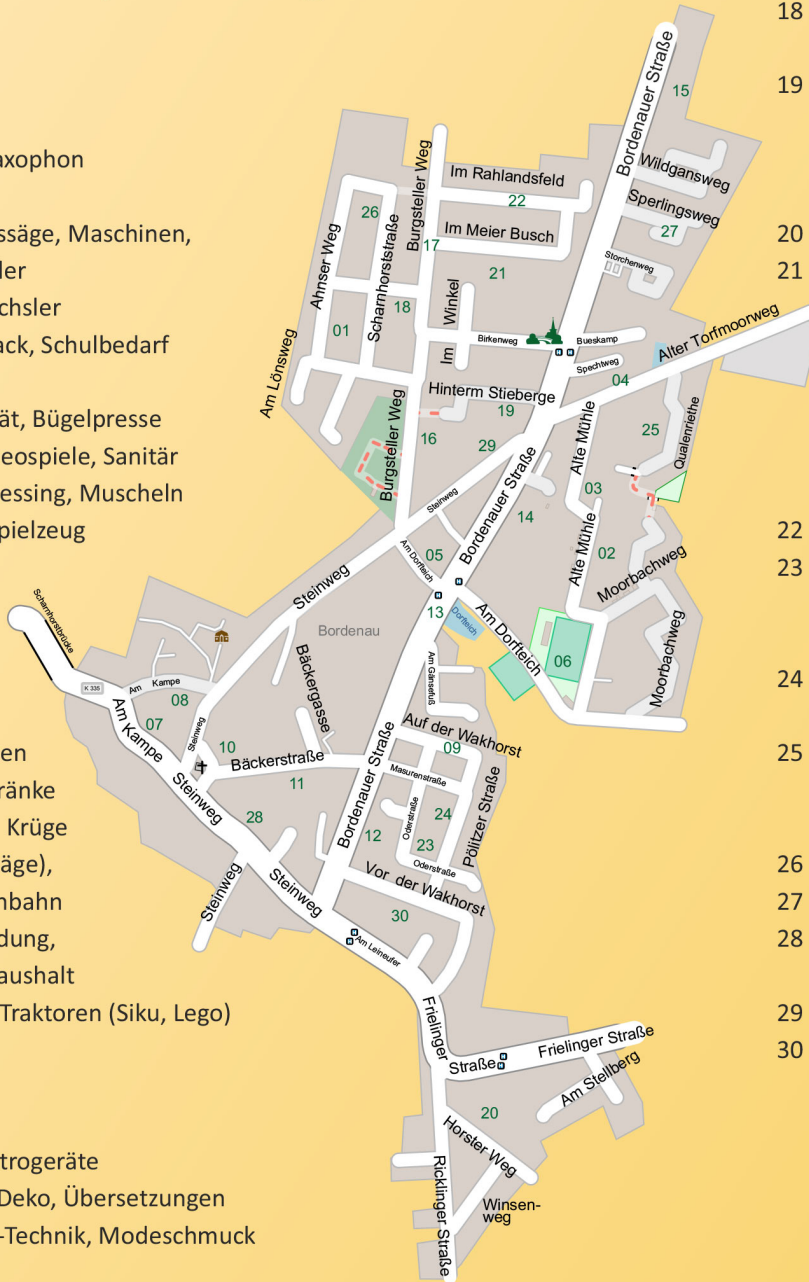 18
15
19
axophon
ssäge, Maschinen,
ler
chsler
ack, Schulbedarf
ät, Bügelpresse
eospiele, Sanitär
essing, Muscheln
pielzeug
en
ränke
Krüge
äge),
nbahn
dung,
aushalt
Traktoren (Siku, Lego)
trogeräte
Deko, Übersetzungen
-Technik, Modeschmuck
Bordenauer Straße
Wildgansweg
Sperlingsweg
27
Storchenweg
Im Rahlandsfeld
22
Im Meier Busch
21
Burgsteller Weg
17
26
Scharnhorststraße
Ahnser Weg
18
01
Am Lönsweg
Im Winkel
Birkenweg
Bueskamp
H H
Spechtweg
Alter Torfmoorweg
04
Hinterm Stieberge
19
16
29
Burgsteller Weg
Steinweg
Bordenauer Straße
Alte Mühle
25
Qualenriethe
03
14
02
Alte Mühle
Moorbachweg
Moorbachweg
Am Dorfteich
05
H
H
13
Dorfteich
Am Dorfteich
06
Steinweg
Bordenau
Scharnhorstbrücke
K 335
Am Kampe
08
07
Am Kampe
Steinweg
10
Bäckergasse
Bäckerstraße
11
Steinweg
28
Steinweg
Steinweg
Am Gänsefuß
Auf der Wakhorst
09
Masurenstraße
Bordenauer Straße
Oderstraße
24
12
23
Oderstraße
Pölitzer Straße
Vor der Wakhorst
30
H
H
Am Leineufer
Frielinger
Straße
H
H
Frielinger Straße
Am Stellberg
20
Horster Weg
Ricklinger Straße
Winsen-
weg
20
21
22
23
24
25
26
27
28
29
30